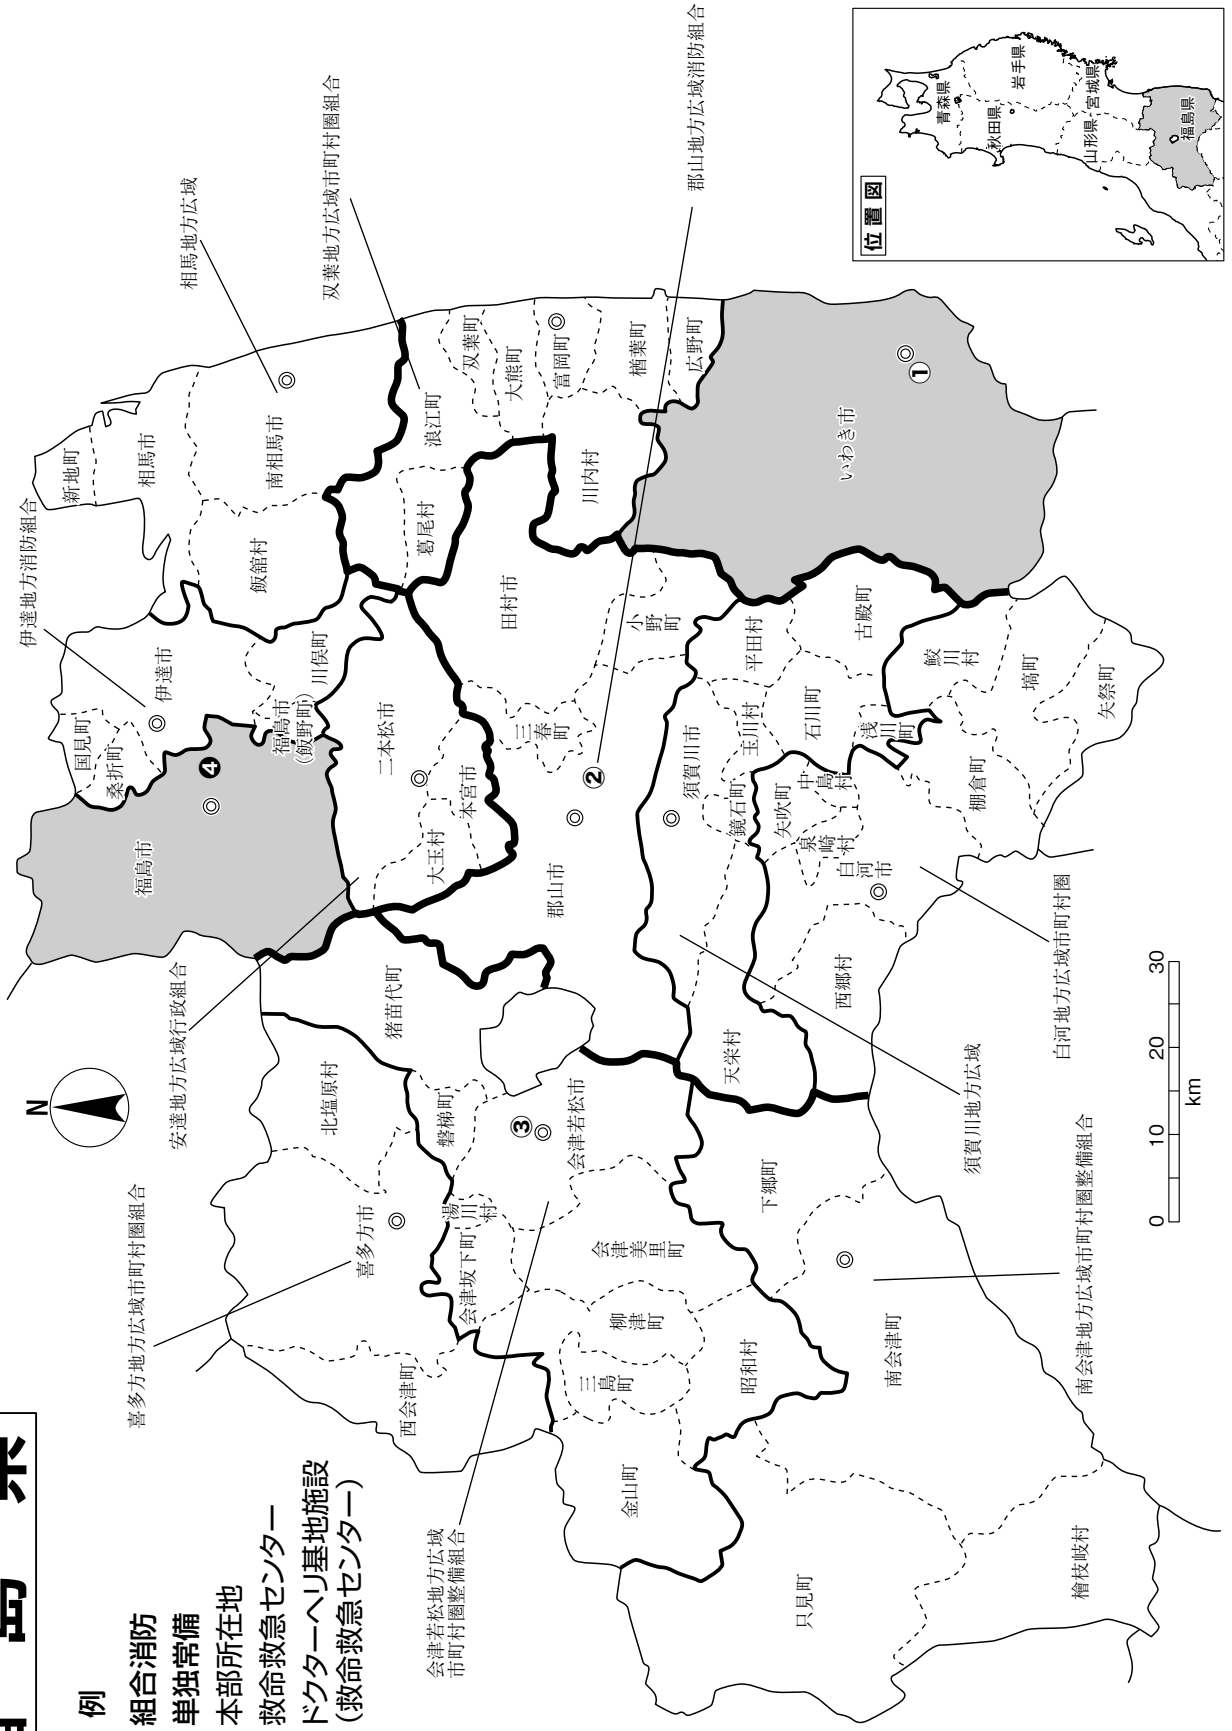 島 県
例
組合消防
単独常備
本部所在地
救命救急センター
ドクターヘリ基地施設
(救命救急センター)
N
位置図
青森県
岩手県
秋田県
宮城県
山形県
福島県
相馬地方広域
双葉地方広域市町村圏組合
郡山地方広域消防組合
伊達地方消防組合
安達地方広域行政組合
喜多方地方広域市町村圏組合
会津若松地方広域
市町村圏整備組合
白河地方広域市町村圏
須賀川地方広域
南会津地方広域市町村圏整備組合
新地町
相馬市
南相馬市
飯舘村
浪江町
葛尾村
双葉町
大熊町
富岡町
楢葉町
広野町
川内村
いわき市
①
国見町
桑折町
伊達市
川俣町
福島市
(飯野町)
福島市
❹
二本松市
本宮市
大玉村
田村市
小野町
三春町
郡山市
②
須賀川市
鏡石町
天栄村
平田村
玉川村
石川町
古殿町
浅川町
鮫川村
塙町
矢祭町
棚倉町
矢吹町
中島村
泉崎村
白河市
西郷村
猪苗代町
北塩原村
磐梯町
喜多方市
西会津町
会津若松市
③
湯川村
会津坂下町
会津美里町
柳津町
三島町
昭和村
金山町
下郷町
南会津町
只見町
檜枝岐村
0 10 20 30
km